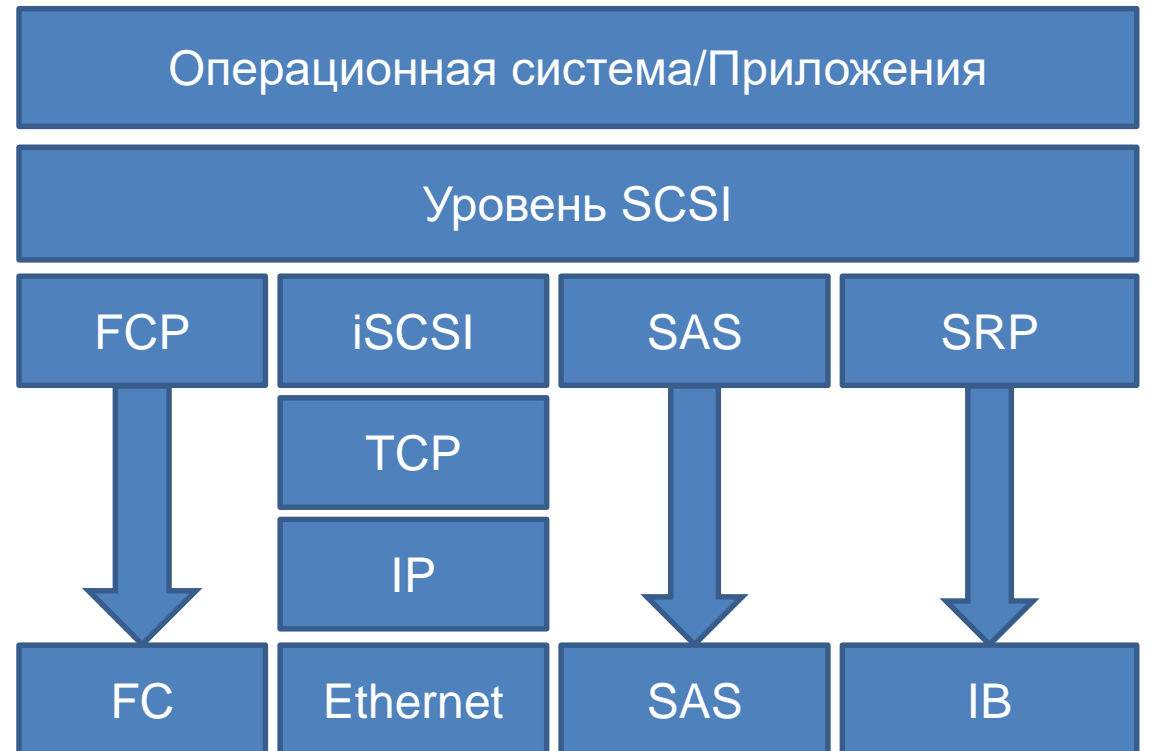 Операционная система/Приложения
Уровень SCSI
FCP iSCSI SAS SRP
TCP
IP
FC Ethernet SAS IB